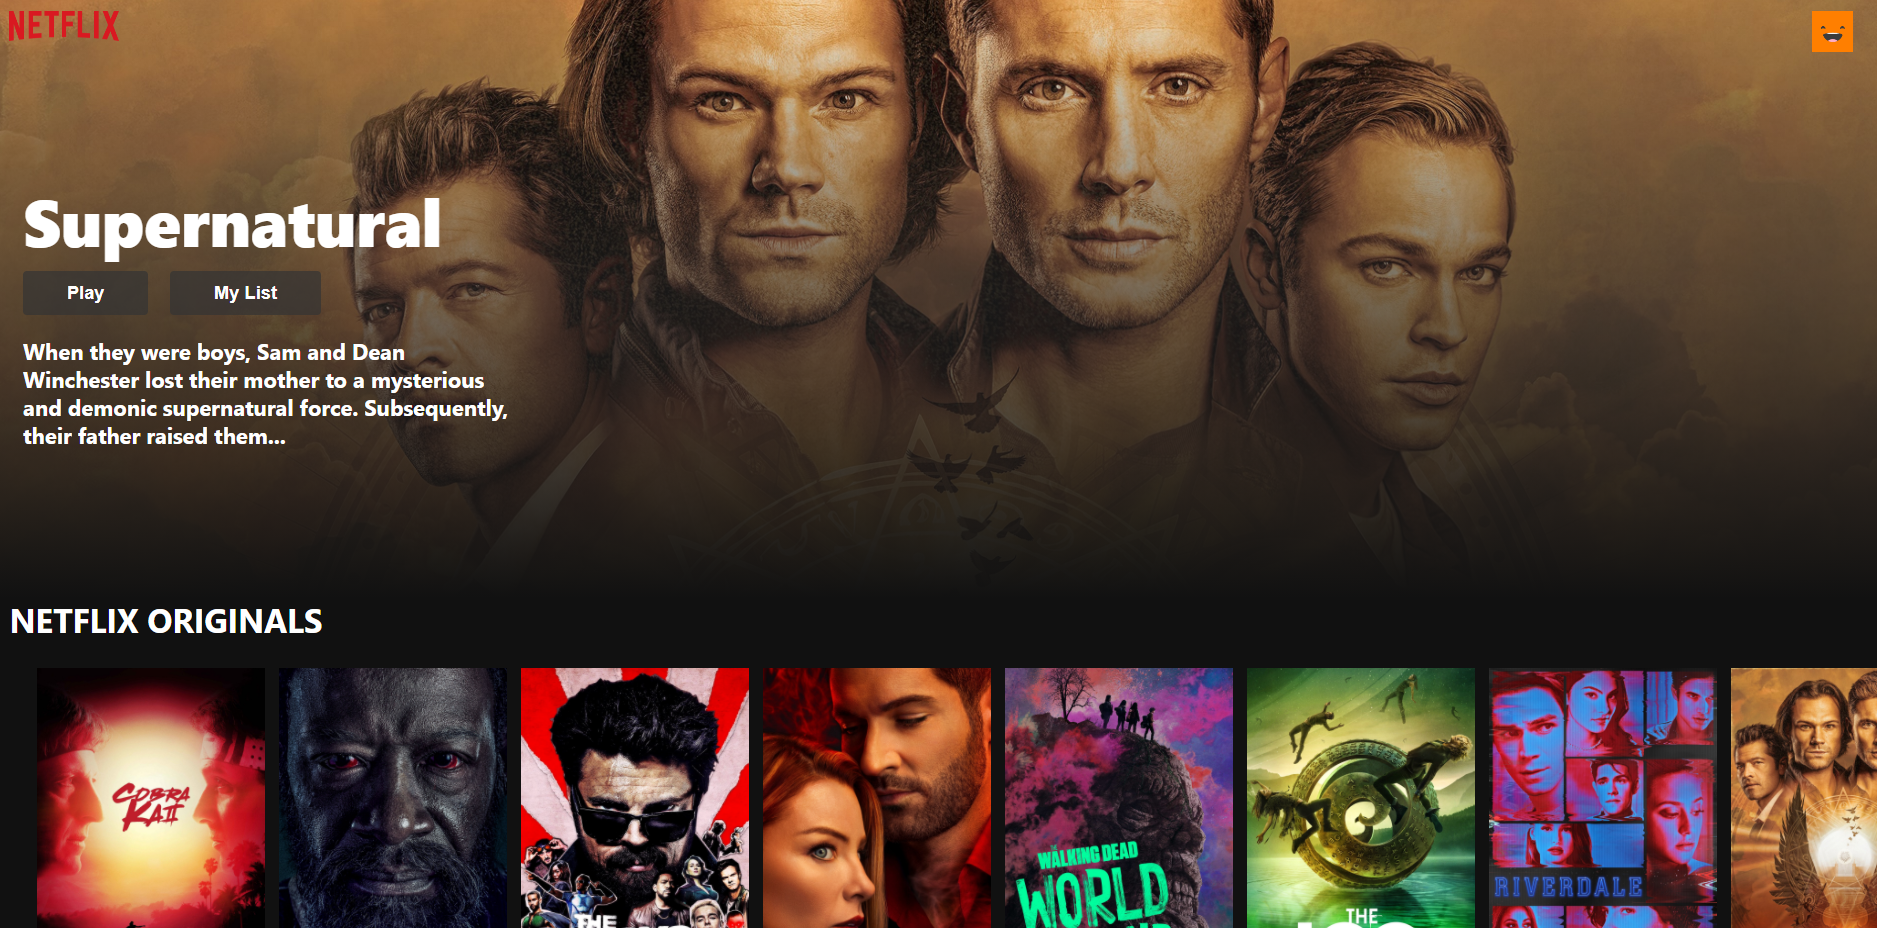 NETFLIX
Supernatural
Play
My List
When they were boys, Sam and Dean
Winchester lost their mother to a mysterious
and demonic supernatural force. Subsequently,
their father raised them...
NETFLIX ORIGINALS
COBRA
KAI
THE
THE
WALKING DEAD
WORLD
THE
RIVERDALE